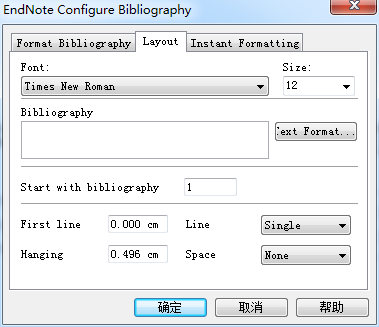 EndNote Configure Bibliography
Format Bibliography Layout Instant Formatting
Font: Size:
Times New Roman 12
Bibliography
ext Format...
Start with bibliography 1
First line 0.000 cm Line Single
Hanging 0.496 cm Space None
确定 取消 帮助